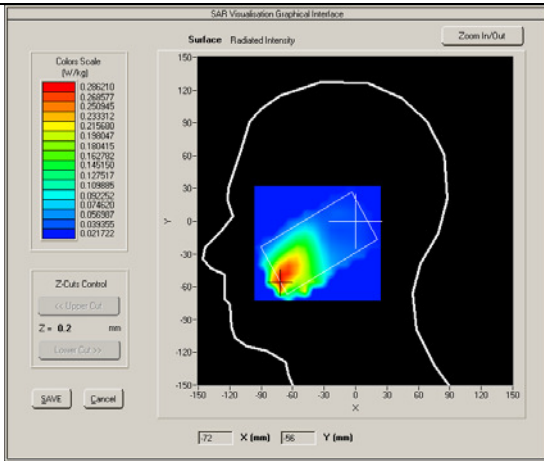 SAR Visualisation Graphical Interface
Surface Radiated Intensity
Zoom In/Out
Colors Scale
(W/kg)
0.286210
0.268577
0.250945
0.233312
0.215680
0.198047
0.180415
0.162782
0.145150
0.127517
0.109885
0.092252
0.074620
0.056987
0.039355
0.021722
Z-Cuts Control
<< Upper Cut
Z = 0.2 mm
Lower Cut >>
SAVE Cancel
150-
120-
90-
60-
30-
0-
-30-
-60-
-90-
-120-
-150-
Y
-150 -120 -90 -60 -30 0 30 60 90 120 150
X
-72 X (mm) -56 Y (mm)